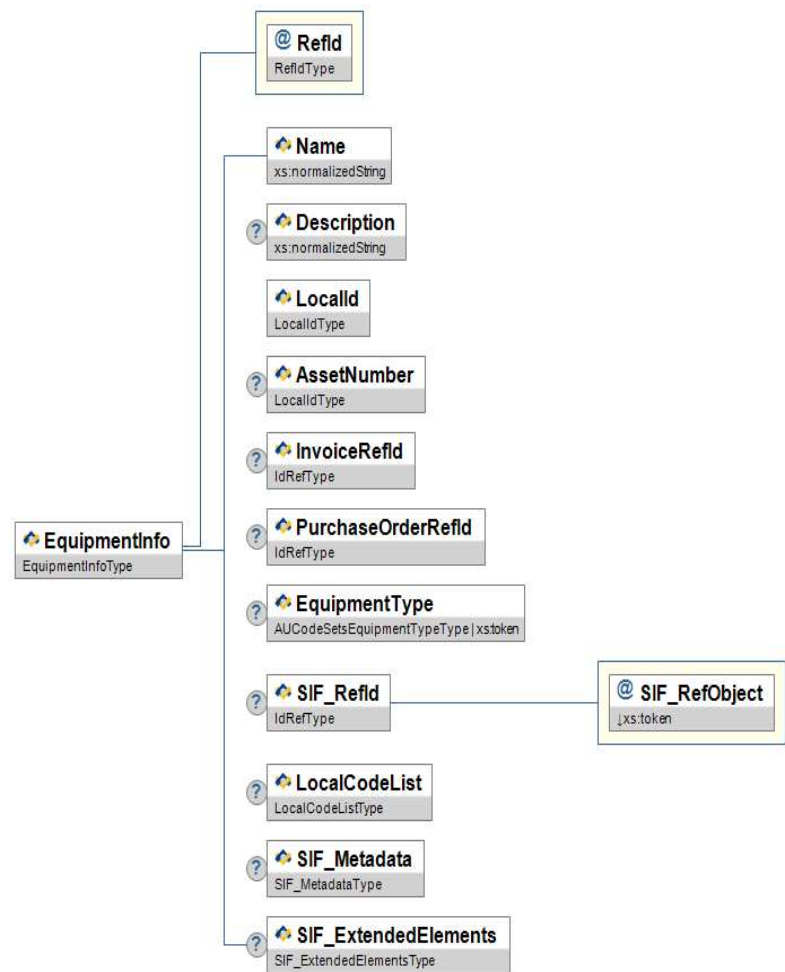 @ RefId
RefIdType
Name
xs:normalizedString
? Description
xs:normalizedString
LocalId
LocalIdType
? AssetNumber
LocalIdType
? InvoiceRefId
IdRefType
? PurchaseOrderRefId
IdRefType
EquipmentInfo
EquipmentInfoType
? EquipmentType
AUCodeSetsEquipmentTypeType | xs:token
? SIF_RefId
IdRefType
@ SIF_RefObject
↓xs:token
? LocalCodeList
LocalCodeListType
? SIF_Metadata
SIF_MetadataType
? SIF_ExtendedElements
SIF_ExtendedElementsType